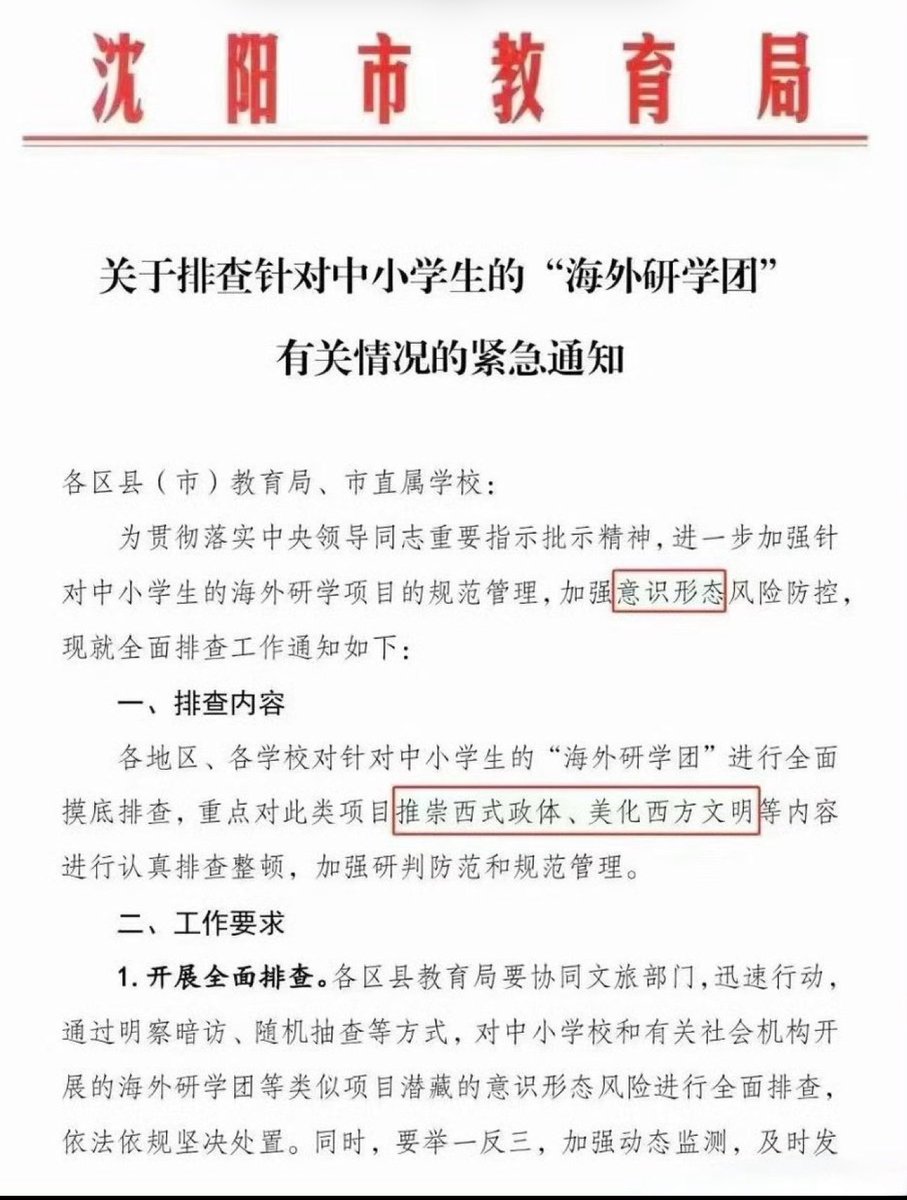 沈阳市教育局
关于排查针对中小学生的“海外研学团”
有关情况的紧急通知
各区县（市）教育局、市直属学校：
为贯彻落实中央领导同志重要指示批示精神，进一步加强针
对中小学生的海外研学项目的规范管理，加强意识形态风险防控，
现就全面排查工作通知如下：
一、排查内容
各地区、各学校对针对中小学生的“海外研学团”进行全面
摸底排查，重点对此类项目推崇西式政体、美化西方文明等内容
进行认真排查整顿，加强研判防范和规范管理。
二、工作要求
1.开展全面排查。各区县教育局要协同文旅部门，迅速行动，
通过明察暗访、随机抽查等方式，对中小学校和有关社会机构开
展的海外研学团等类似项目潜藏的意识形态风险进行全面排查，
依法依规坚决处置。同时，要举一反三，加强动态监测，及时发